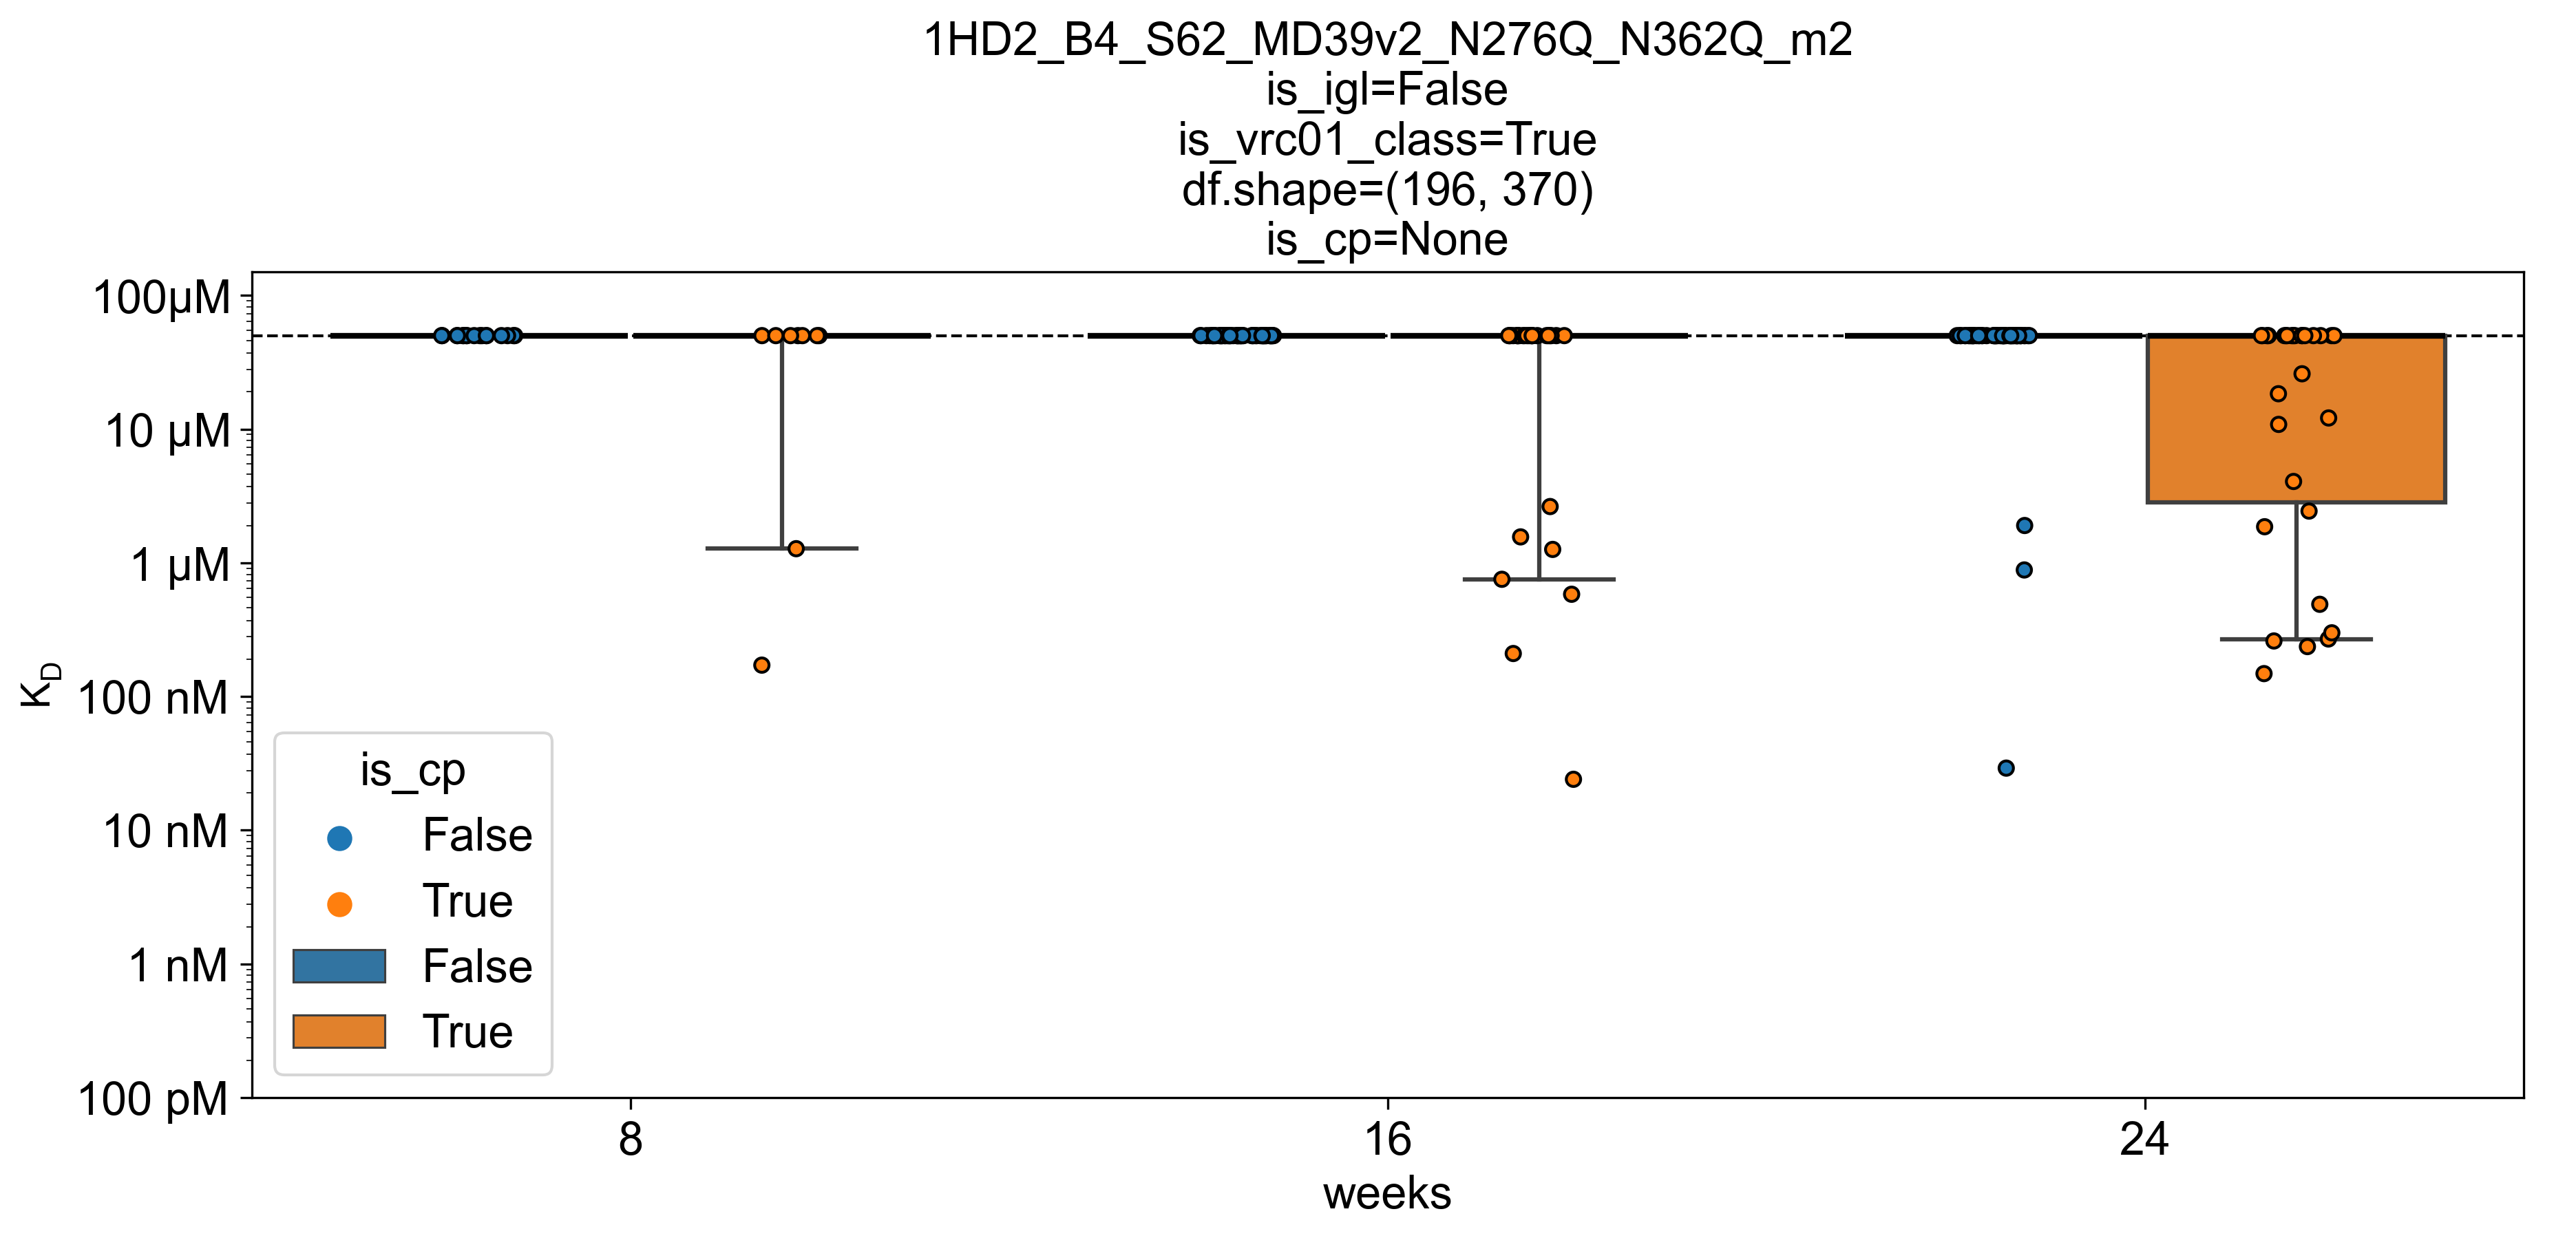 1HD2_B4_S62_MD39v2_N276Q_N362Q_m2
is_igl=False
is_vrc01_class=True
df.shape=(196, 370)
is_cp=None
100µM
10 µM
1 µM
100 nM
10 nM
1 nM
100 pM
KD
is_cp
False
True
False
True
8
16
24
weeks